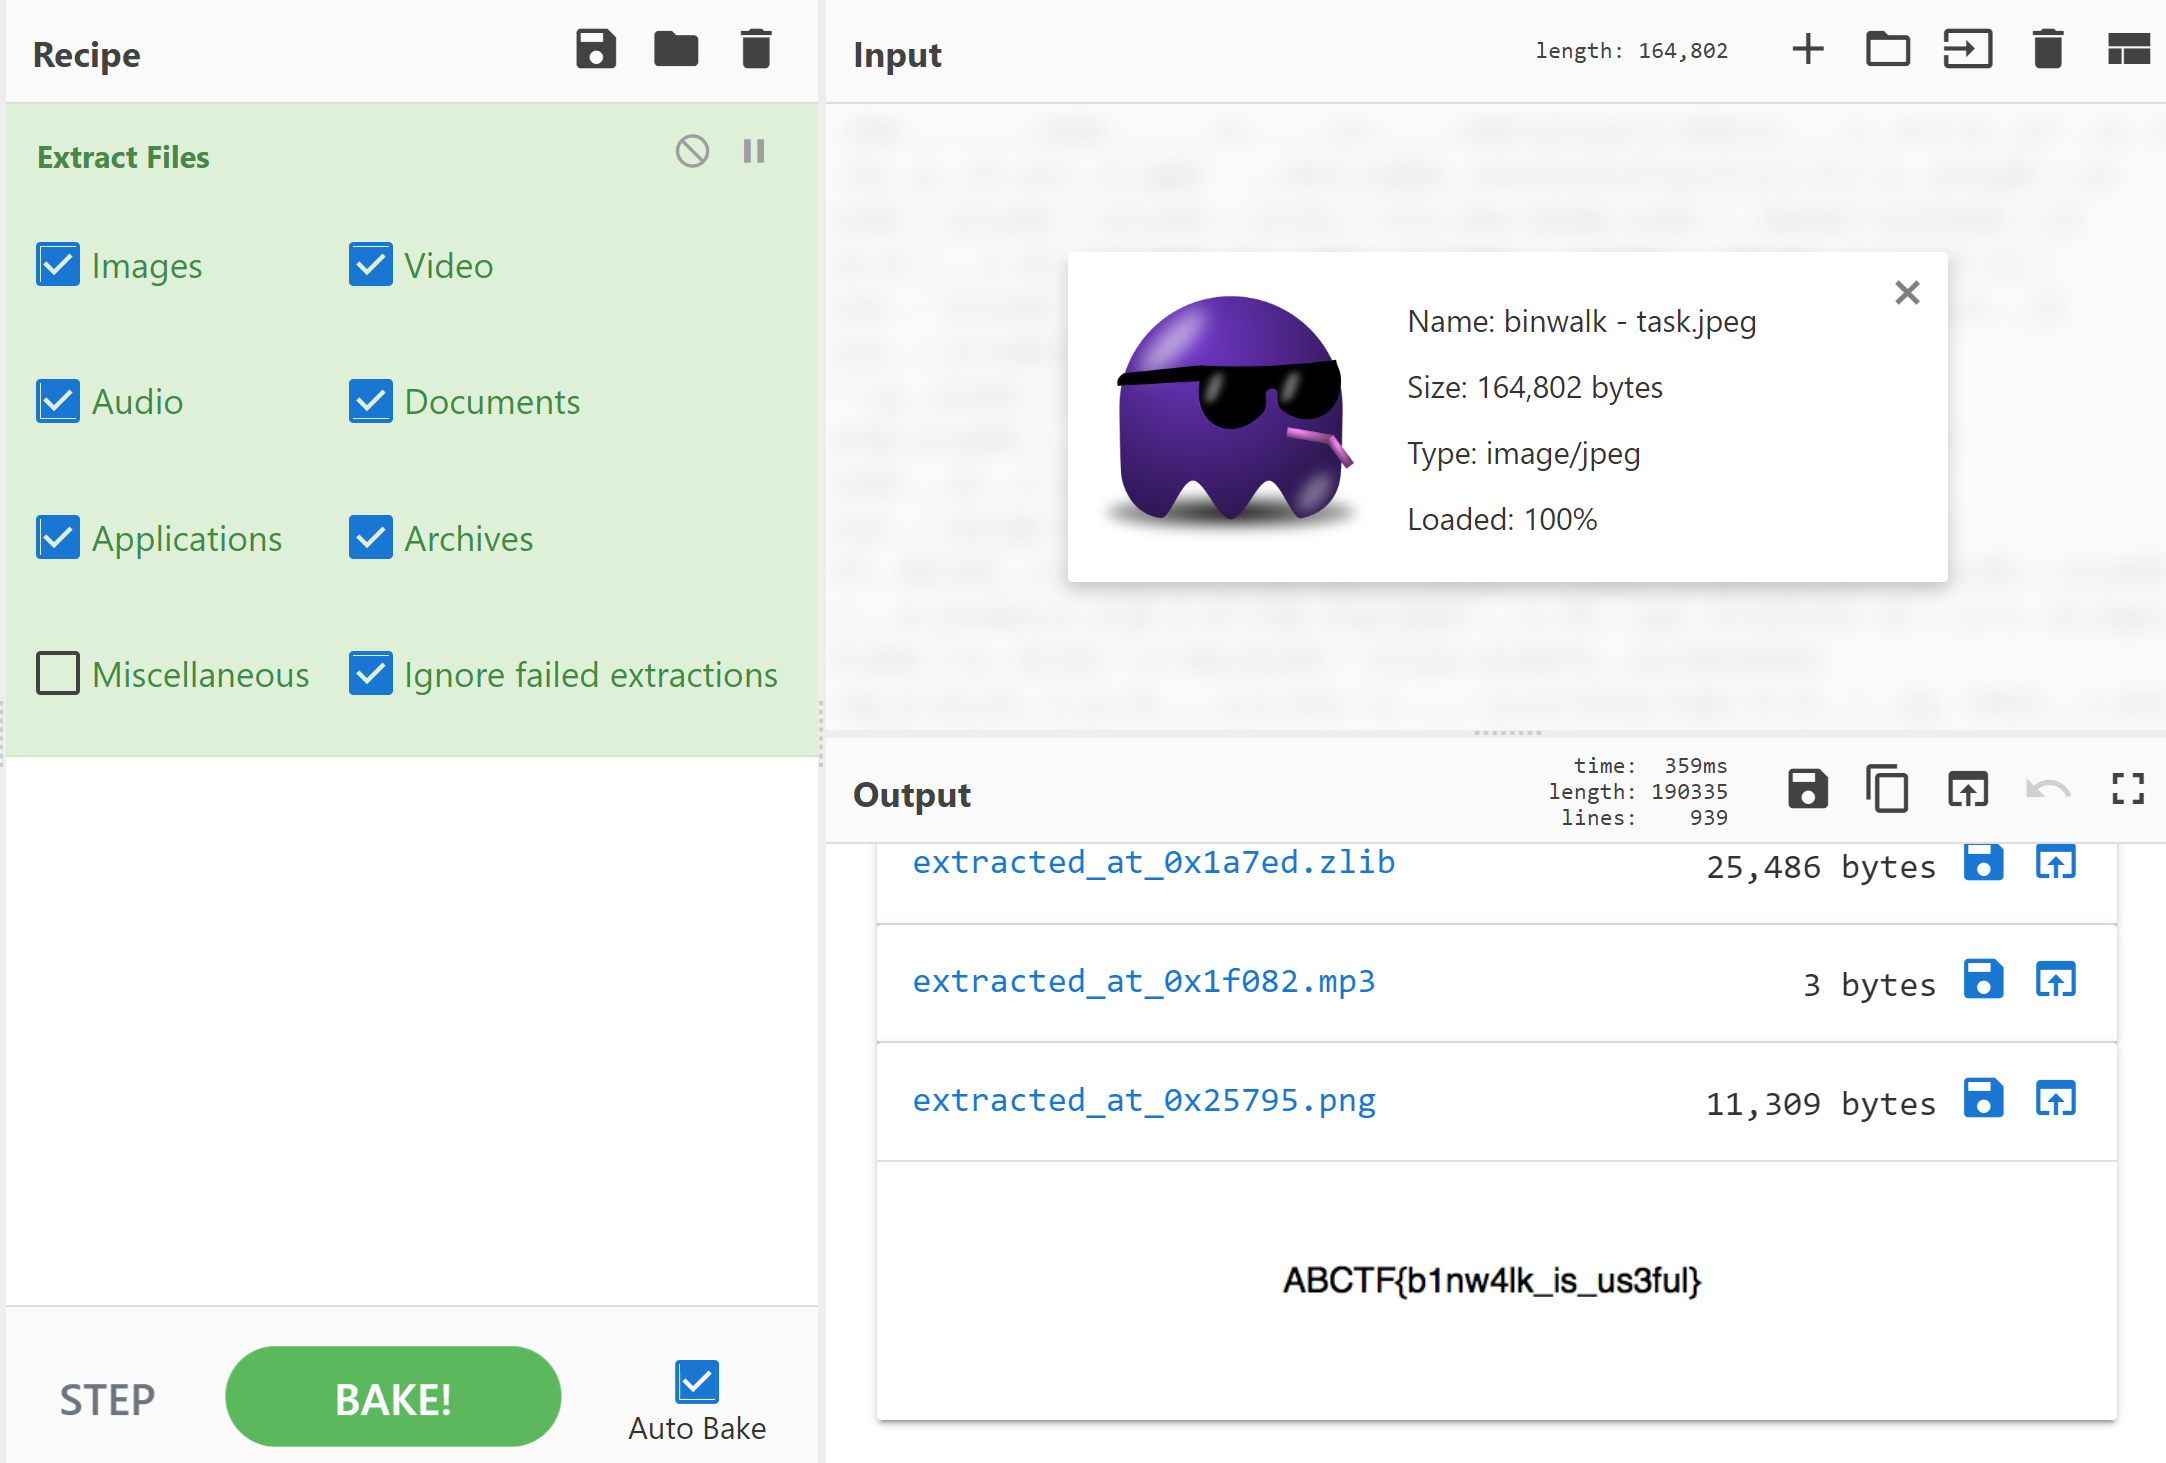 Recipe
Extract Files
Images
Video
Audio
Documents
Applications
Archives
Miscellaneous
Ignore failed extractions
STEP
BAKE!
Auto Bake
Input
length: 164,802
Name: binwalk - task.jpeg
Size: 164,802 bytes
Type: image/jpeg
Loaded: 100%
Output
time: 359ms
length: 190335
lines: 939
extracted_at_0x1a7ed.zlib 25,486 bytes
extracted_at_0x1f082.mp3 3 bytes
extracted_at_0x25795.png 11,309 bytes
ABCTF{b1nw4lk_is_us3ful}